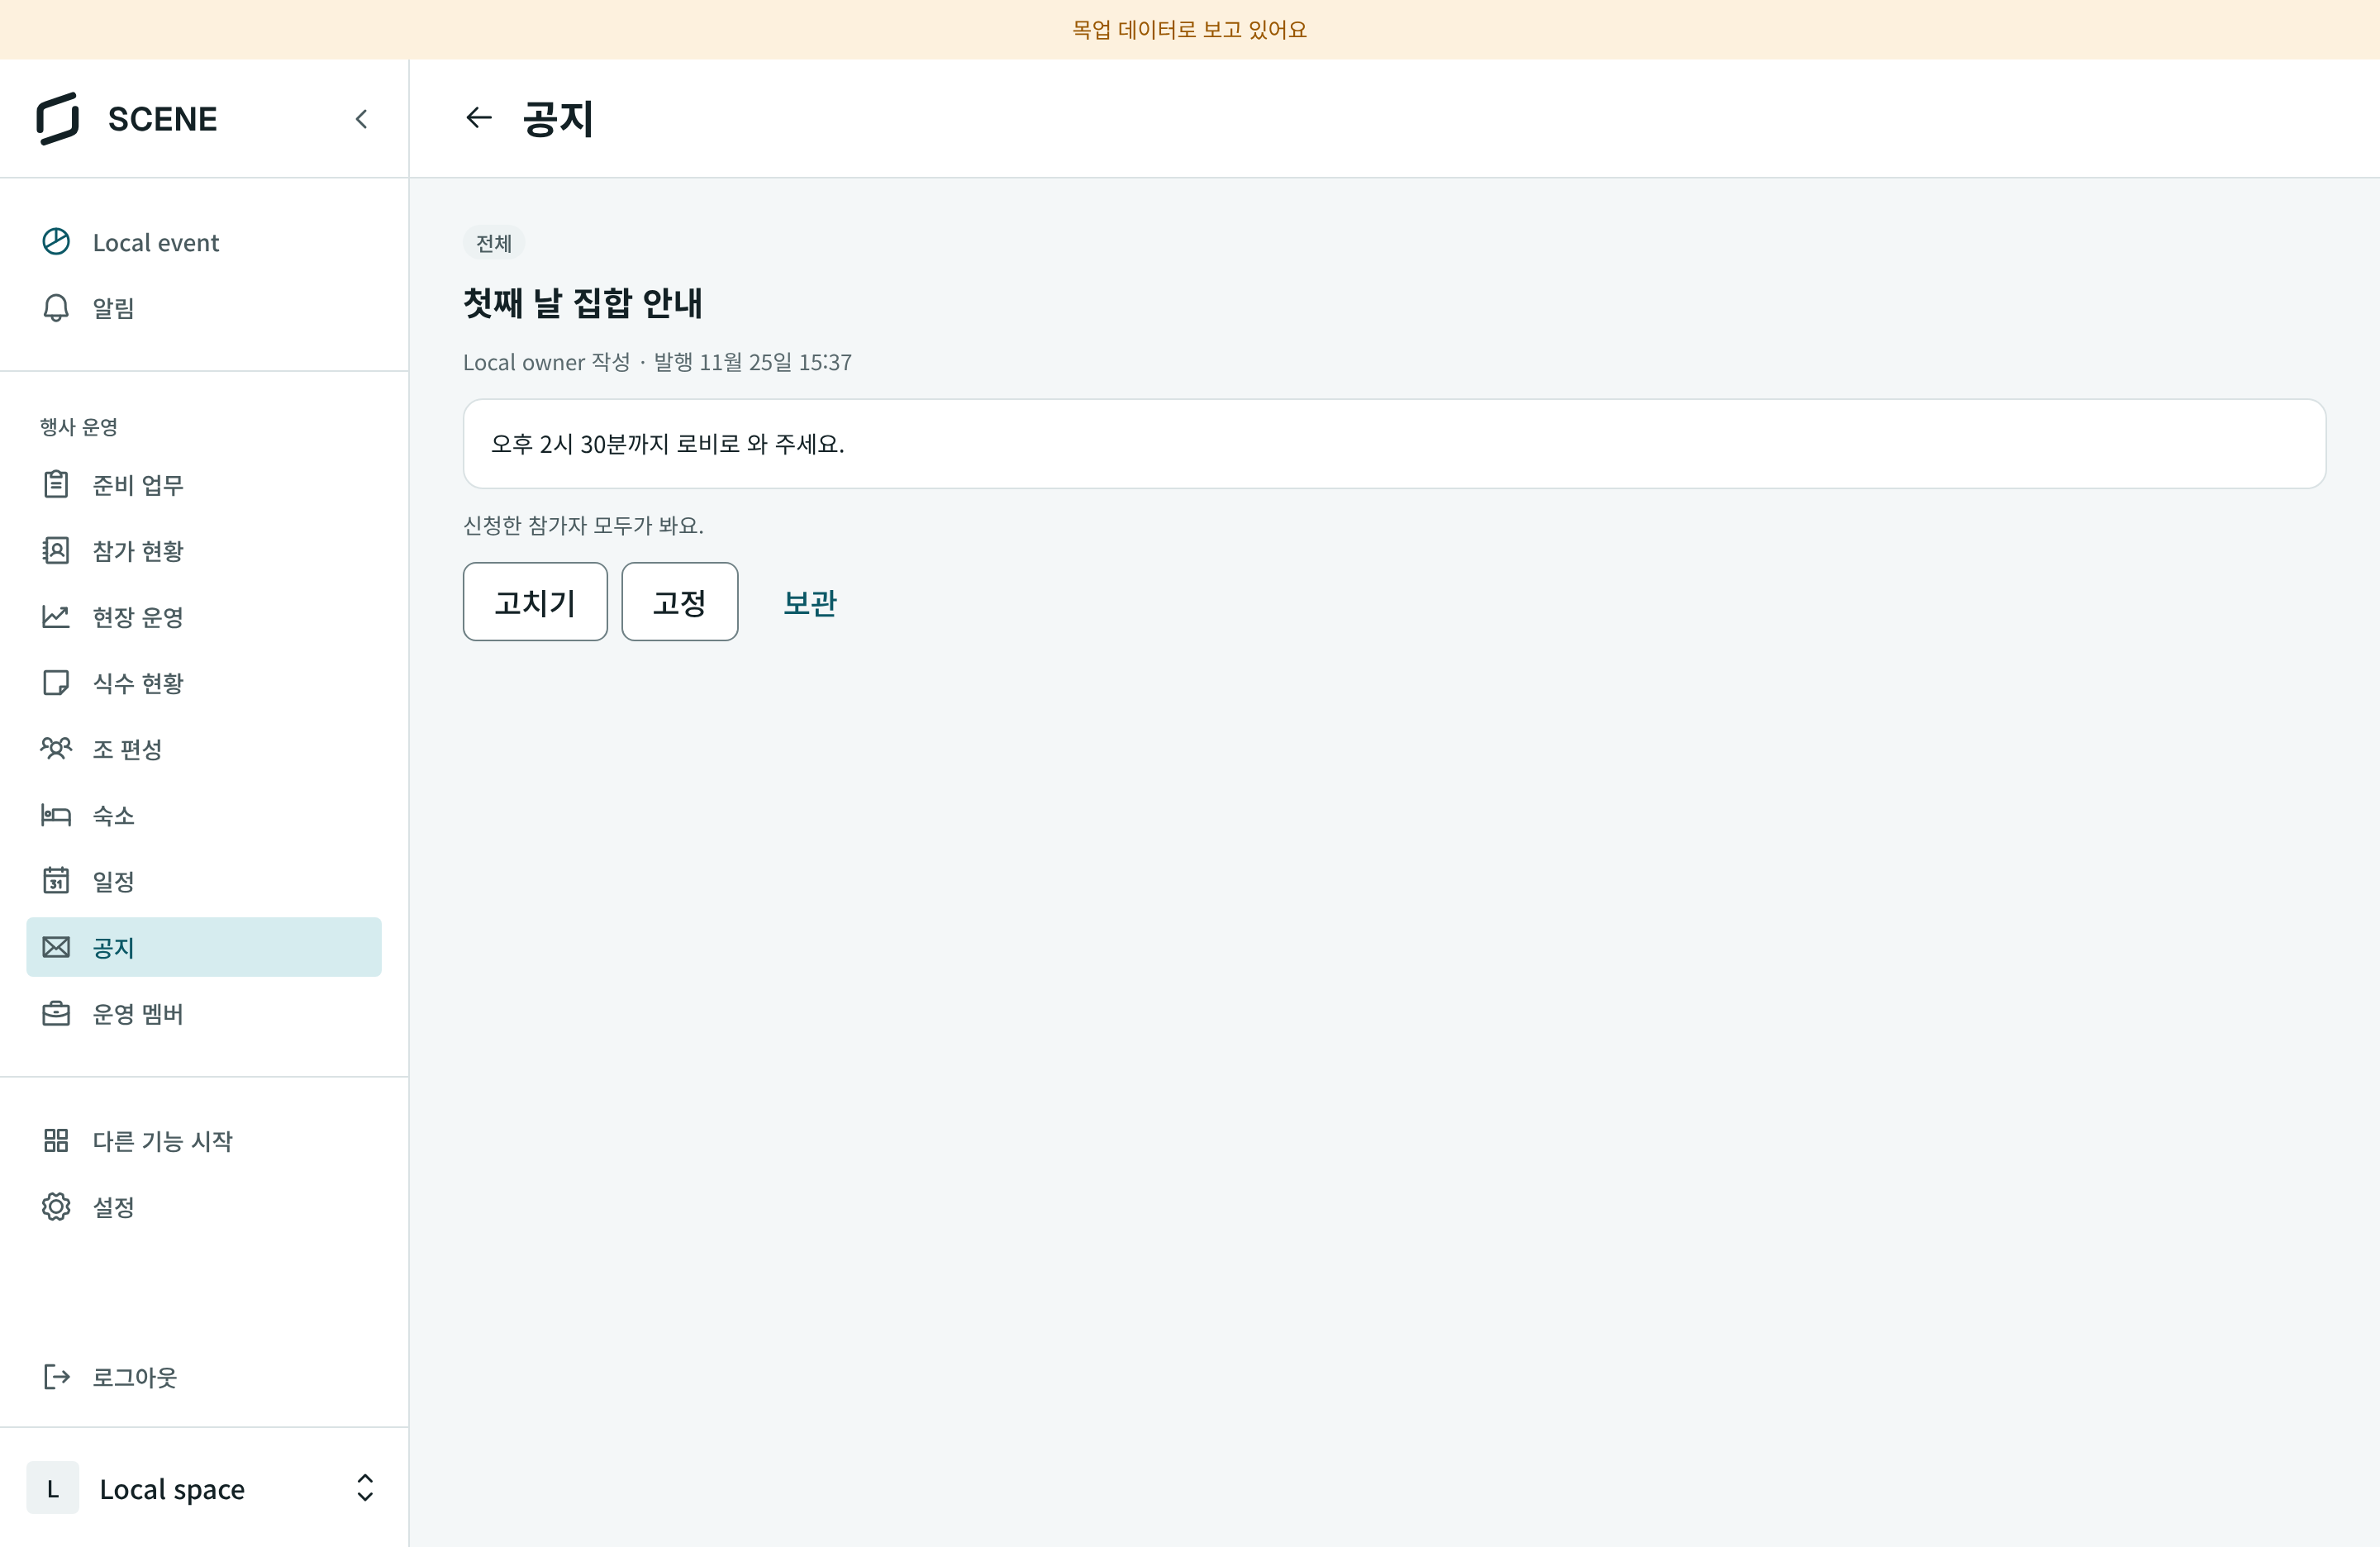 목업 데이터로 보고 있어요
SCENE
공지
Local event
알림
행사 운영
준비 업무
참가 현황
현장 운영
식수 현황
조 편성
숙소
31
일정
공지
운영 멤버
다른 기능 시작
설정
로그아웃
L
Local space
전체
첫째 날 집합 안내
Local owner 작성 · 발행 11월 25일 15:37
오후 2시 30분까지 로비로 와 주세요.
신청한 참가자 모두가 봐요.
고치기
고정
보관